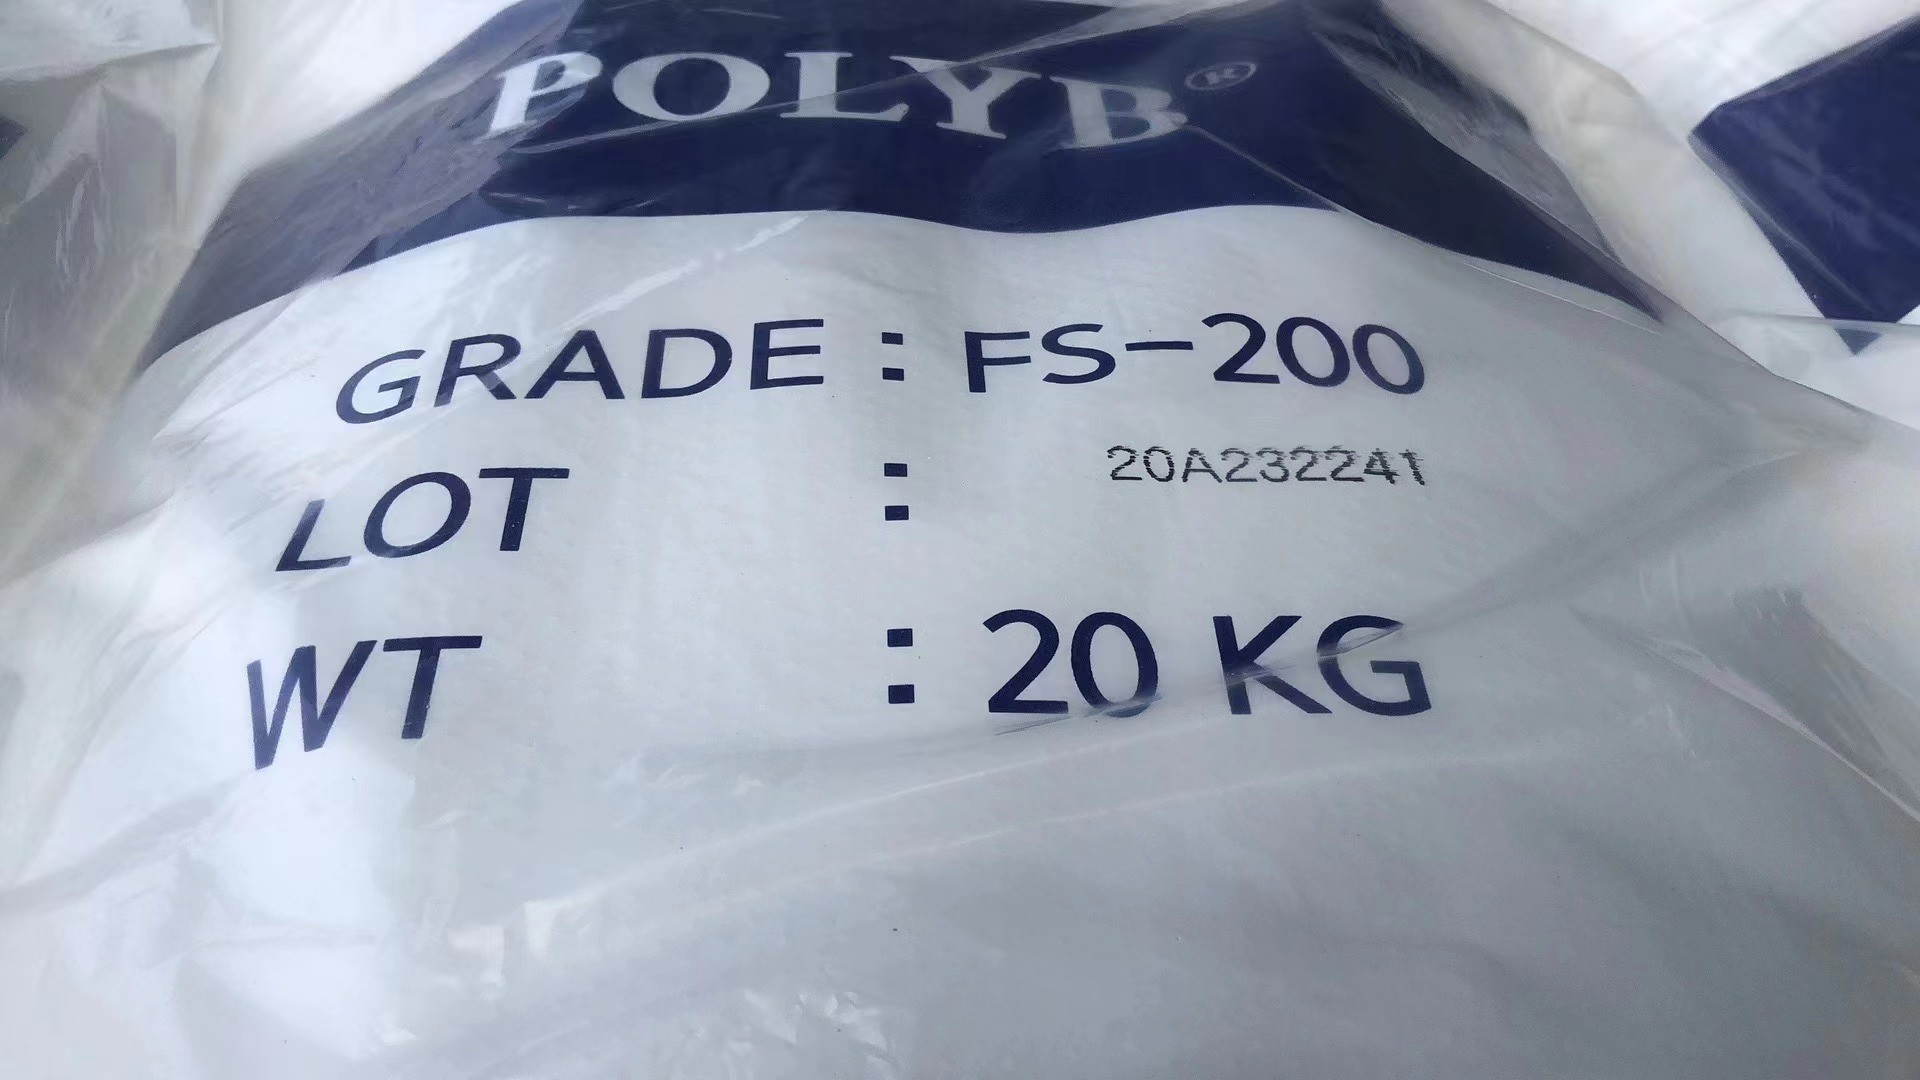 POLYB®
GRADE : FS-200
LOT : 20A232241
WT : 20 KG